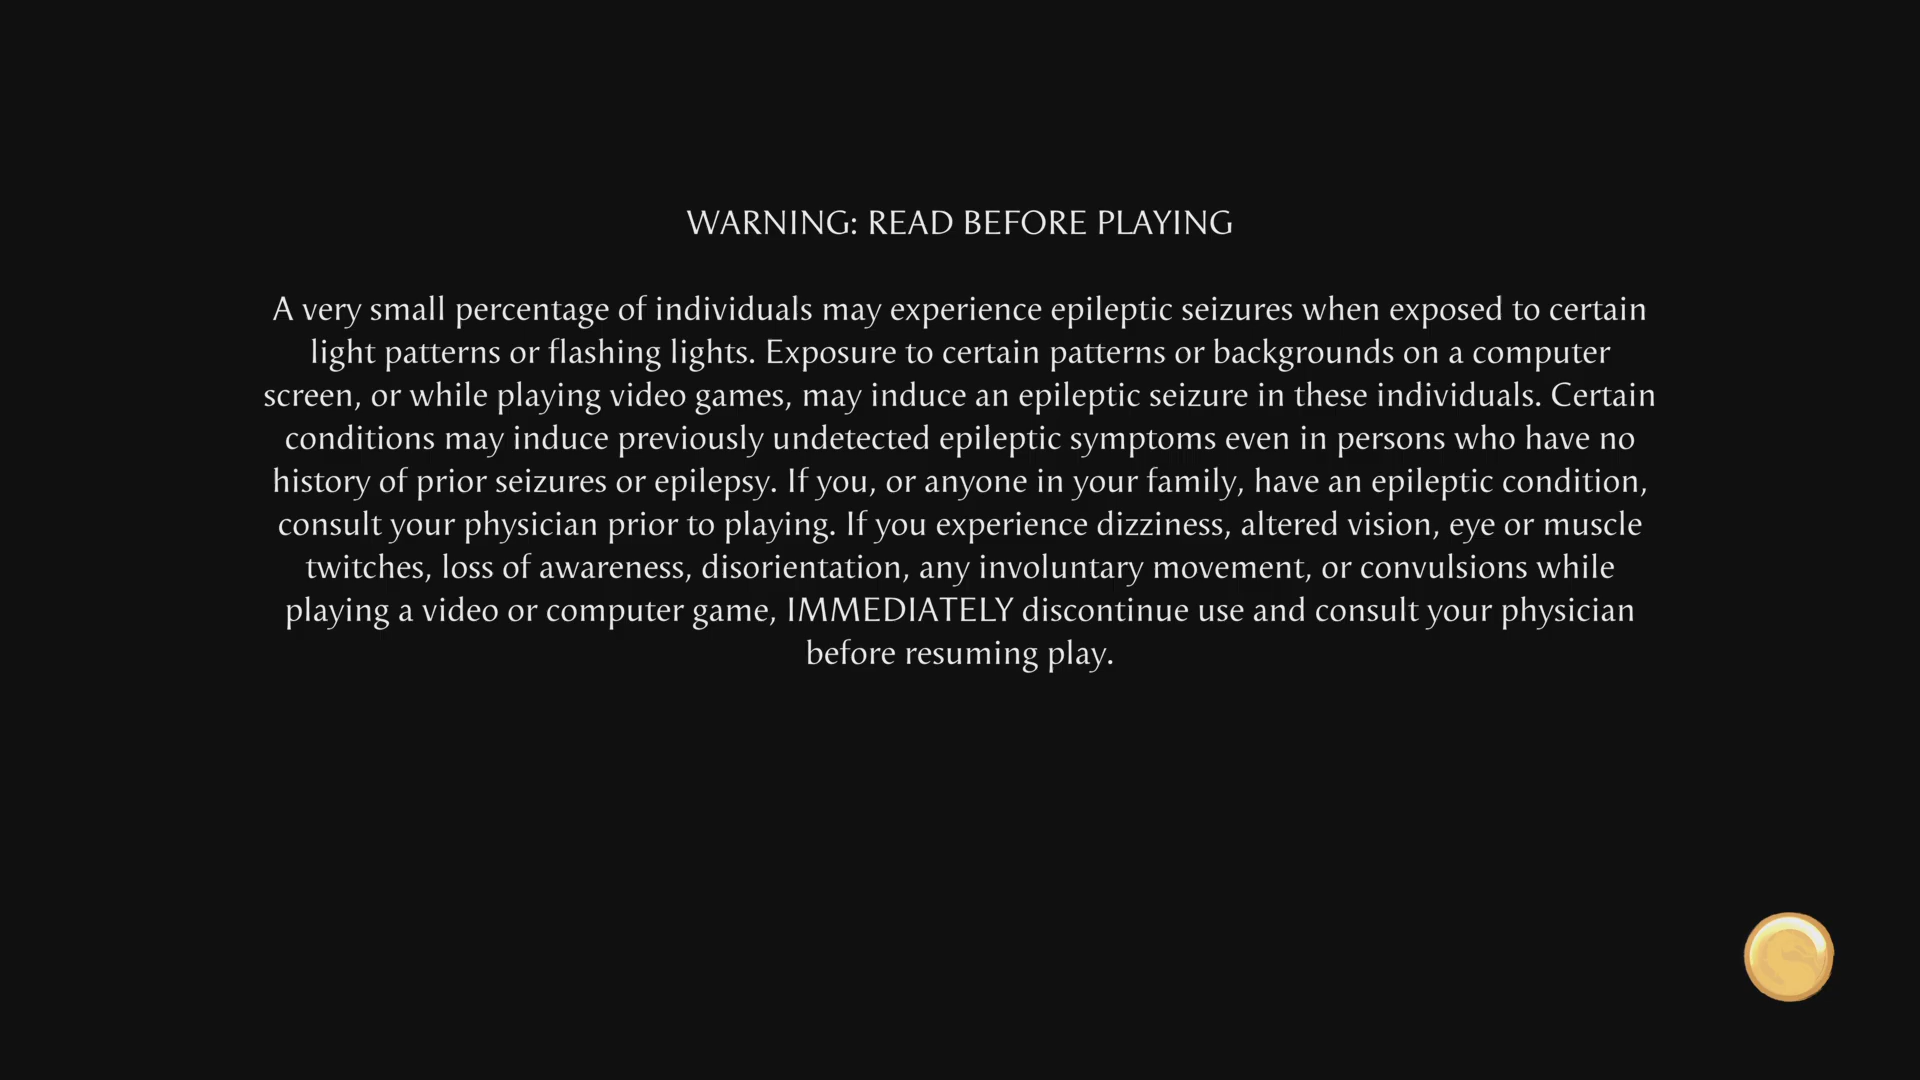 WARNING: READ BEFORE PLAYING
A very small percentage of individuals may experience epileptic seizures when exposed to certain
light patterns or flashing lights. Exposure to certain patterns or backgrounds on a computer
screen, or while playing video games, may induce an epileptic seizure in these individuals. Certain
conditions may induce previously undetected epileptic symptoms even in persons who have no
history of prior seizures or epilepsy. If you, or anyone in your family, have an epileptic condition,
consult your physician prior to playing. If you experience dizziness, altered vision, eye or muscle
twitches, loss of awareness, disorientation, any involuntary movement, or convulsions while
playing a video or computer game, IMMEDIATELY discontinue use and consult your physician
before resuming play.